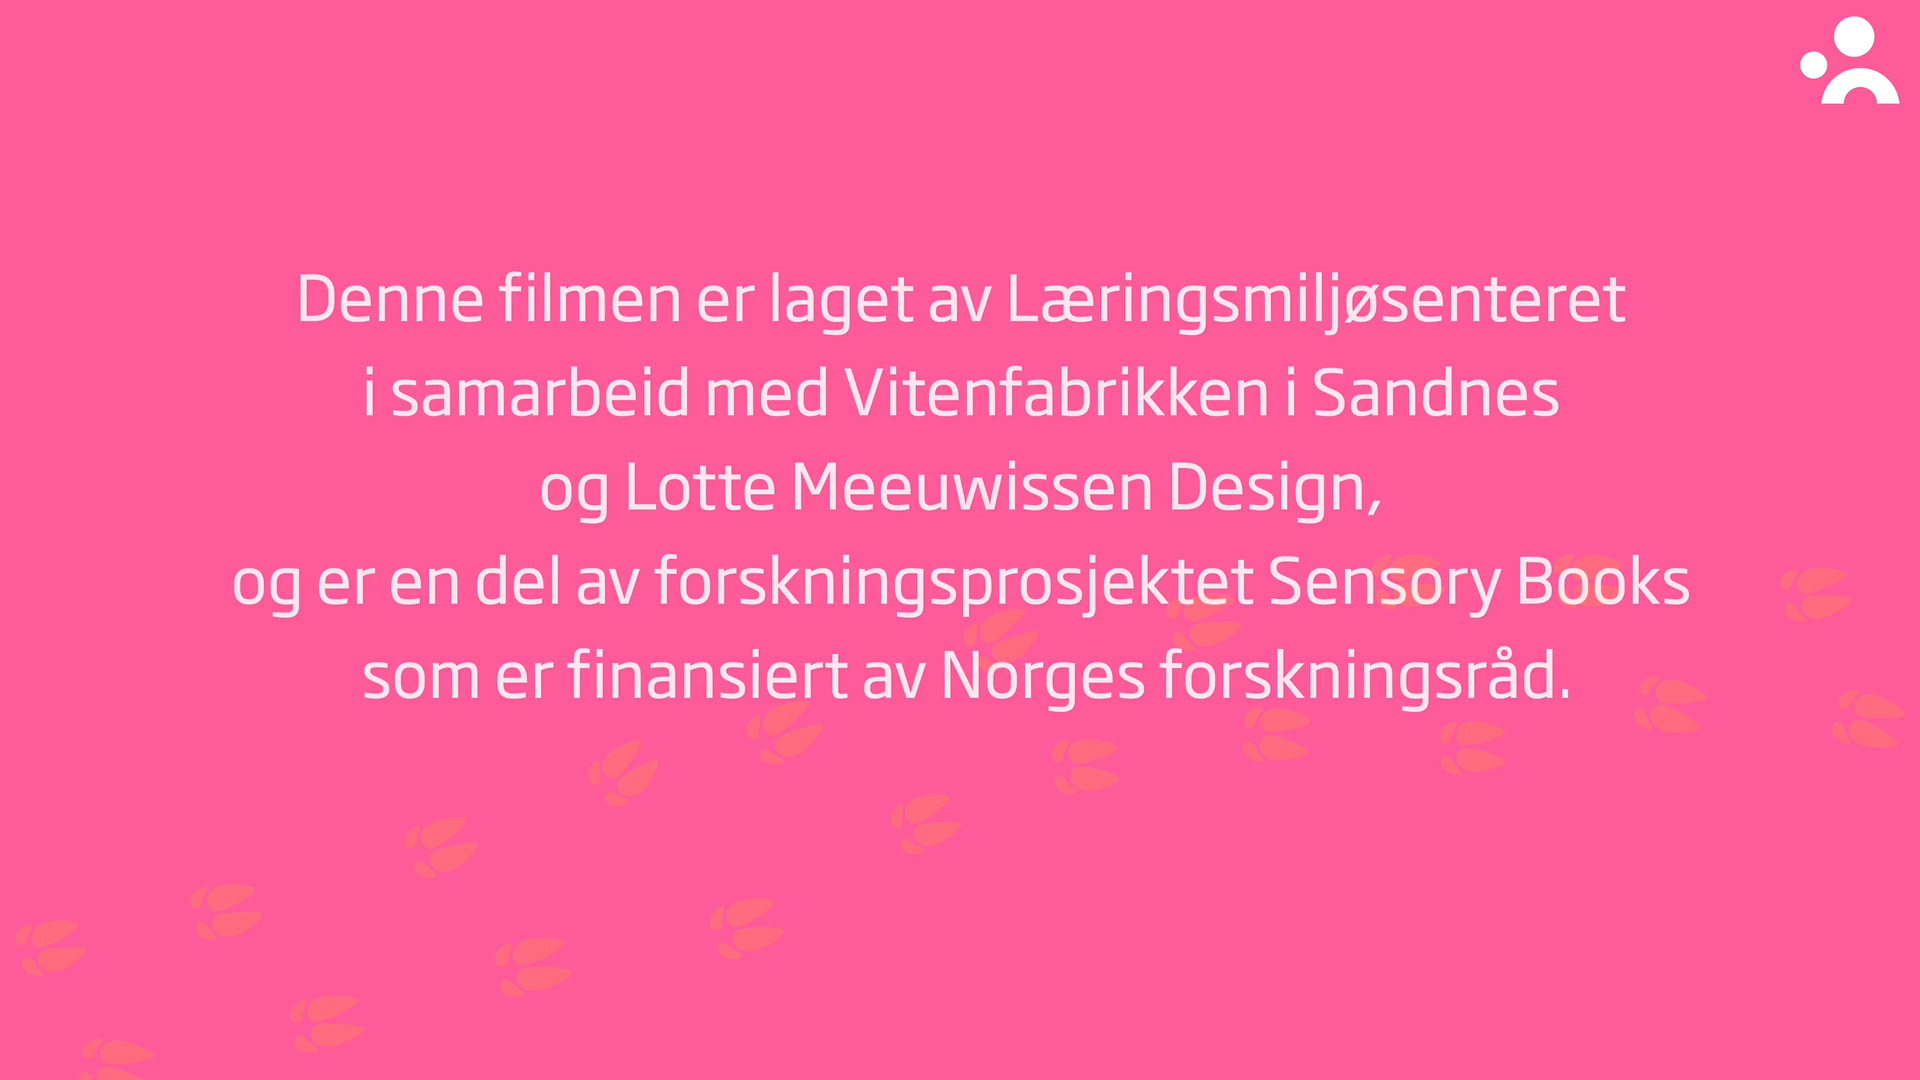 Denne filmen er laget av Læringsmiljøsenteret
i samarbeid med Vitenfabrikken i Sandnes
og Lotte Meeuwissen Design,
og er en del av forskningsprosjektet Sensory Books
som er finansiert av Norges forskningsråd.